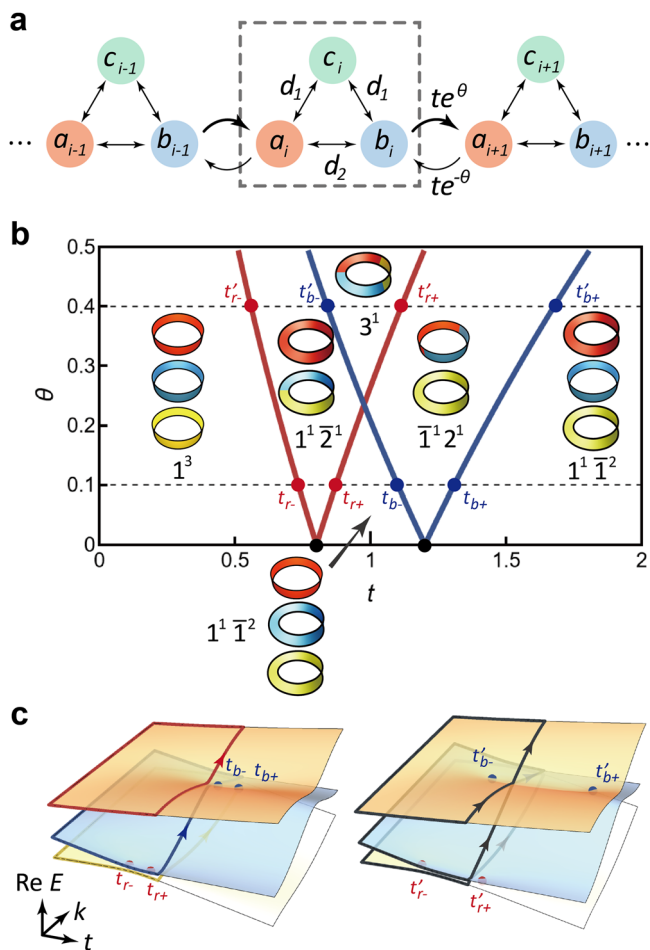 a
c_{i-1} c_i c_{i+1}
d_1 d_1 te^θ
... a_{i-1} b_{i-1} a_i b_i a_{i+1} b_{i+1} ...
d_2 te^{-θ}
b
0.5
t'_{r-} t'_{b-} t'_{r+} t'_{b+}
0.4
3^1
0.3
θ
0.2
1^3 1^1 2̅^1 1̅^1 2^1 1^1 1̅^2
0.1
t_{r-} t_{r+} t_{b-} t_{b+}
0
0 0.5 1 1.5 2
t
1^1 1̅^2
c
t_{b-} t_{b+} t'_{b-} t'_{b+}
t_{r-} t_{r+} t'_{r-} t'_{r+}
Re E
k
t